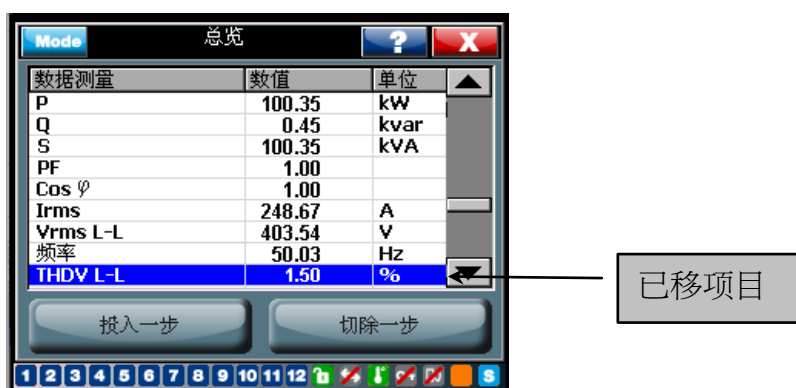 Mode 总览 ? X
数据测量 数值 单位
P 100.35 kW
Q 0.45 kvar
S 100.35 kVA
PF 1.00
Cos φ 1.00
Irms 248.67 A
Vrms L-L 403.54 V
频率 50.03 Hz
THDV L-L 1.50 %
已移项目
投入一步 切除一步
1 2 3 4 5 6 7 8 9 10 11 12 S